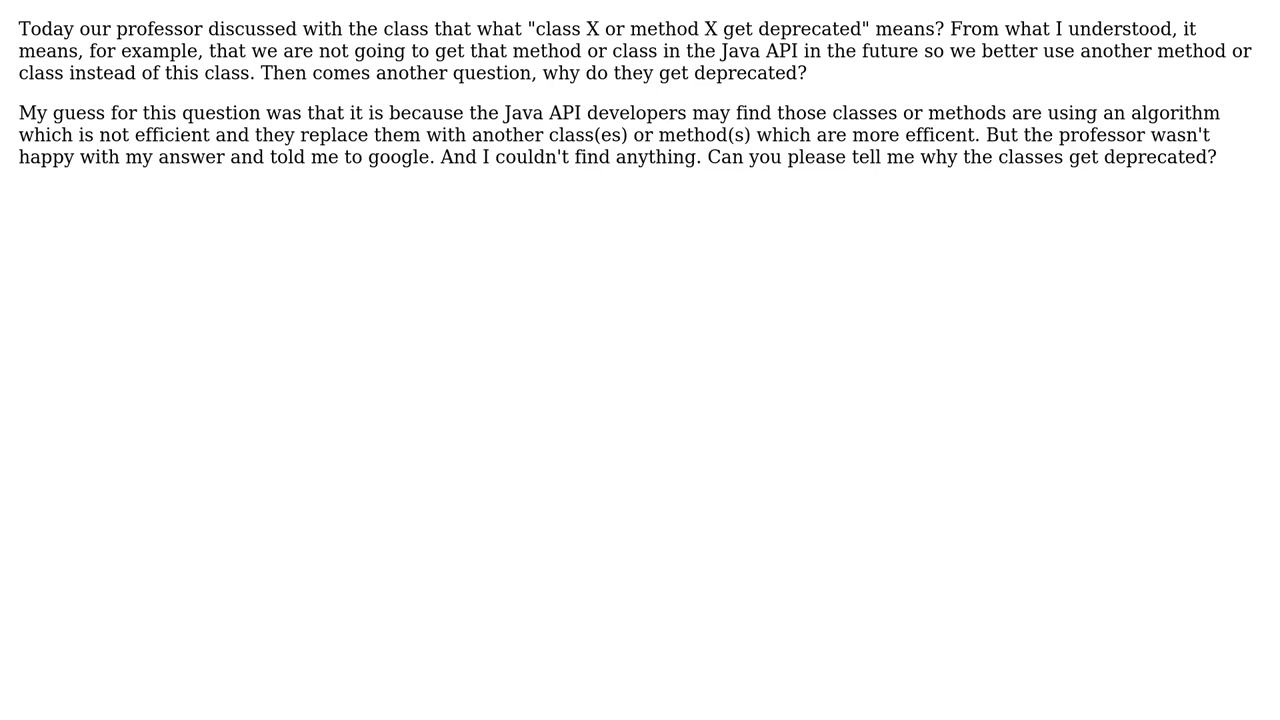 Today our professor discussed with the class that what "class X or method X get deprecated" means? From what I understood, it
means, for example, that we are not going to get that method or class in the Java API in the future so we better use another method or
class instead of this class. Then comes another question, why do they get deprecated?
My guess for this question was that it is because the Java API developers may find those classes or methods are using an algorithm
which is not efficient and they replace them with another class(es) or method(s) which are more efficent. But the professor wasn't
happy with my answer and told me to google. And I couldn't find anything. Can you please tell me why the classes get deprecated?